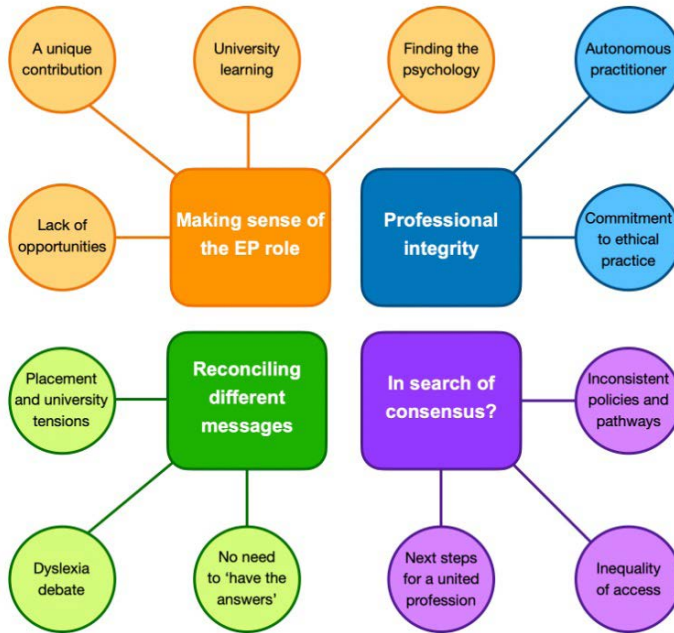 A unique
contribution
University
learning
Finding the
psychology
Autonomous
practitioner
Lack of
opportunities
Making sense of
the EP role
Professional
integrity
Commitment
to ethical
practice
Placement
and university
tensions
Reconciling
different
messages
In search of
consensus?
Inconsistent
policies and
pathways
Dyslexia
debate
No need
to ‘have the
answers’
Next steps
for a united
profession
Inequality
of access